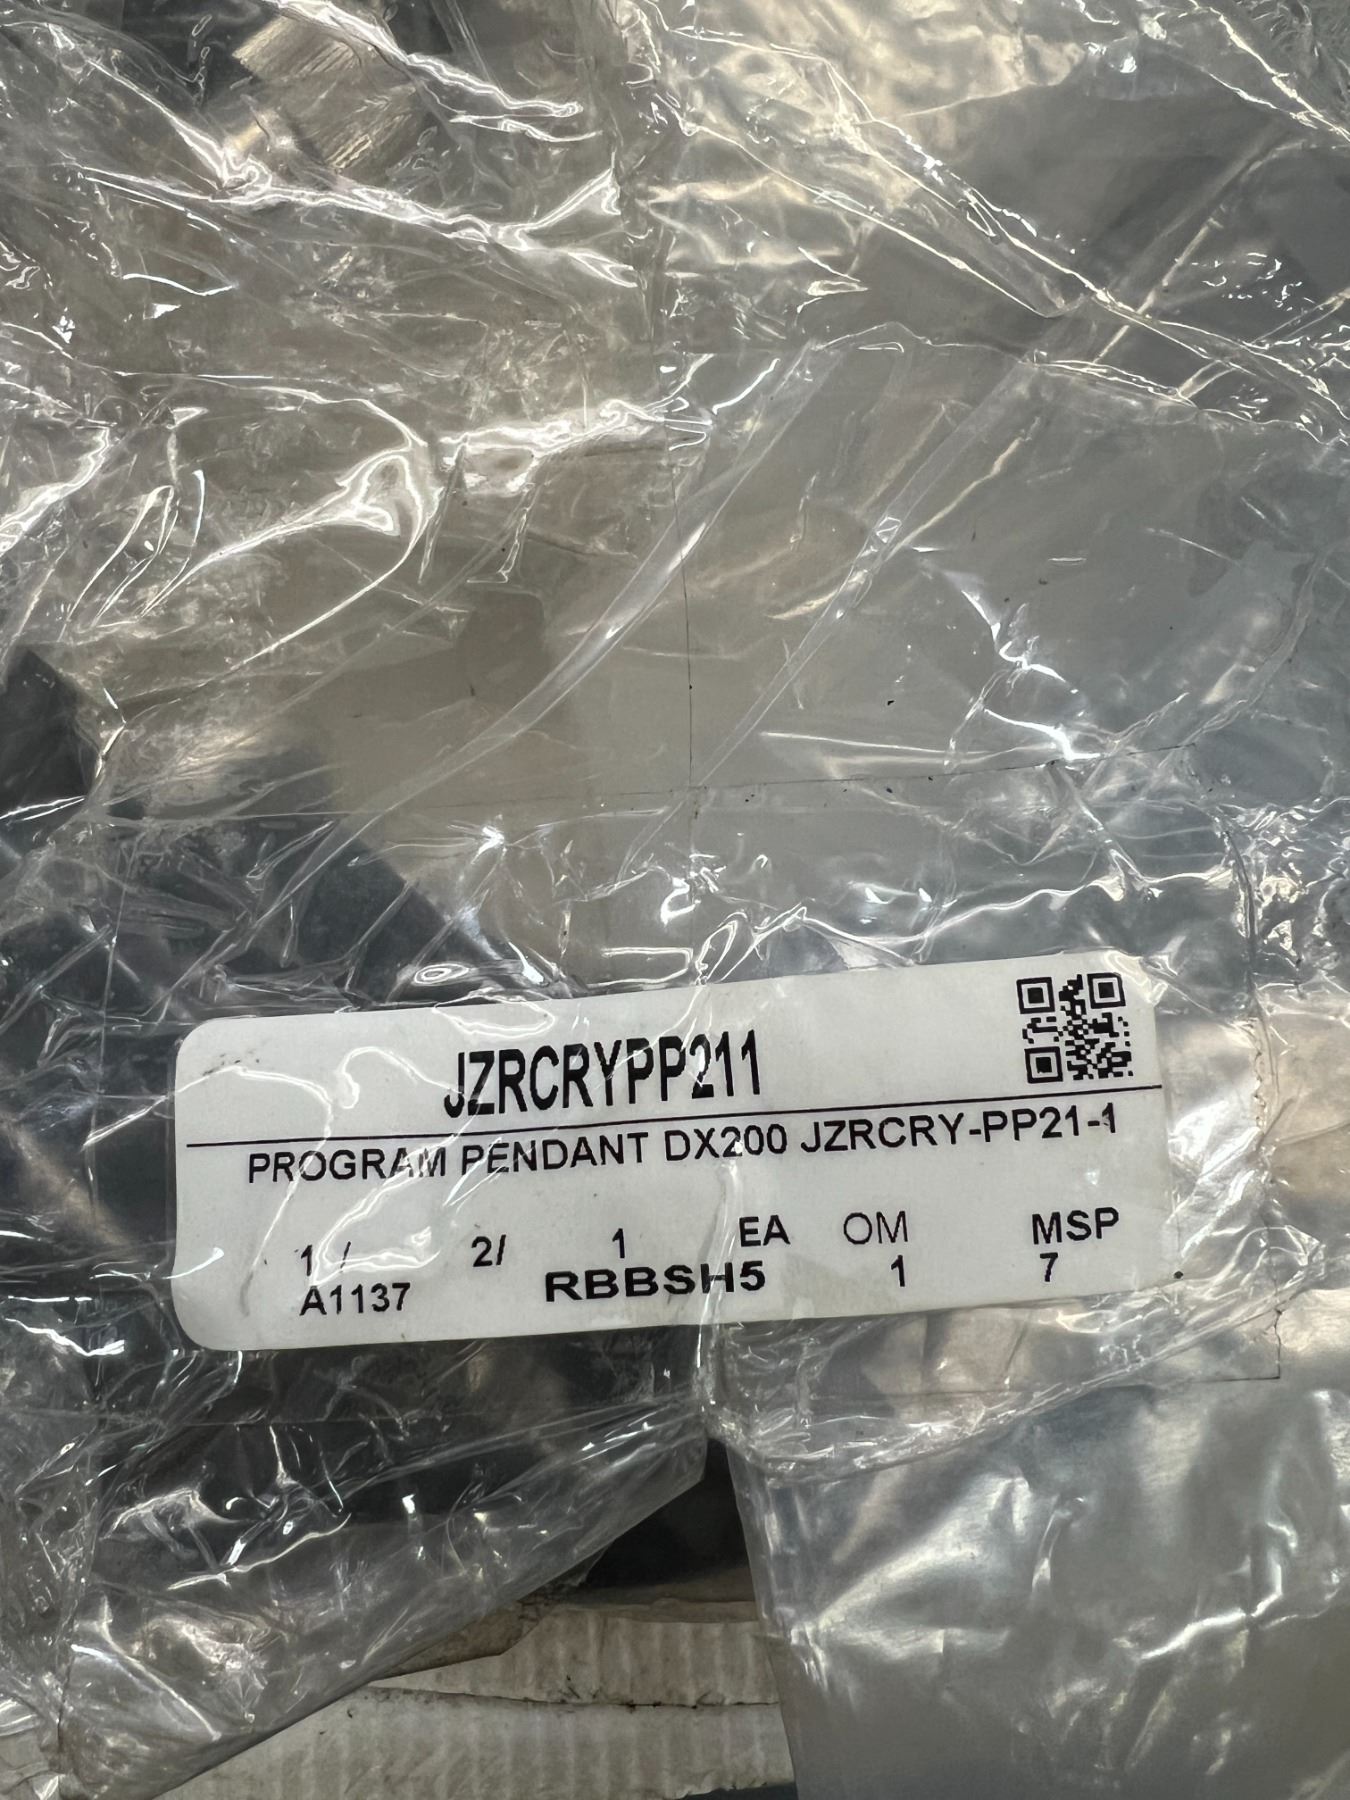 JZRCRYPP211
PROGRAM PENDANT DX200 JZRCRY-PP21-1
1 / 2/ 1 EA OM MSP
A1137 RBBSH5 1 7